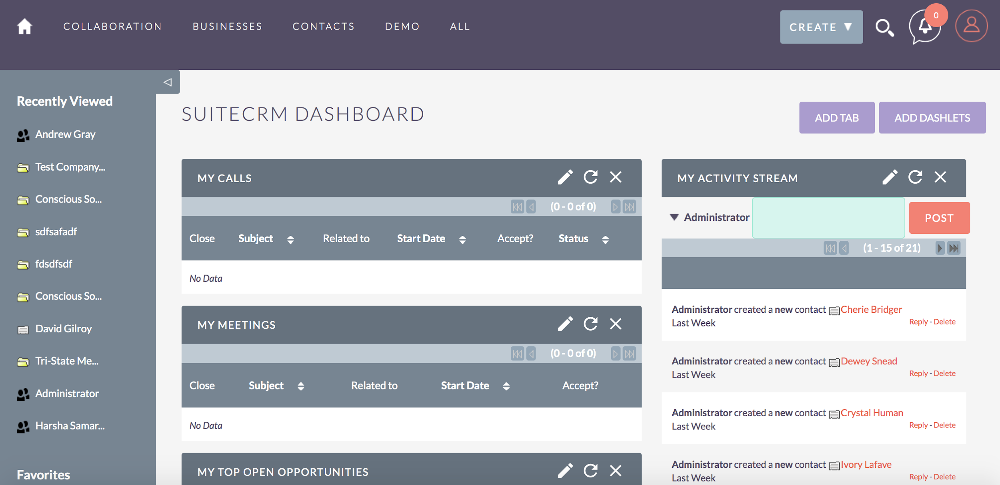 COLLABORATION BUSINESSES CONTACTS DEMO ALL CREATE 0
Recently Viewed
Andrew Gray
Test Company...
Conscious So...
sdfsafadf
fdsdfsdf
Conscious So...
David Gilroy
Tri-State Me...
Administrator
Harsha Samar...
Favorites
SUITECRM DASHBOARD
ADD TAB ADD DASHLETS
MY CALLS
(0 - 0 of 0)
Close Subject Related to Start Date Accept? Status
No Data
MY MEETINGS
(0 - 0 of 0)
Close Subject Related to Start Date Accept?
No Data
MY TOP OPEN OPPORTUNITIES
MY ACTIVITY STREAM
Administrator POST
(1 - 15 of 21)
Administrator created a new contact Cherie Bridger
Last Week
Reply - Delete
Administrator created a new contact Dewey Snead
Last Week
Reply - Delete
Administrator created a new contact Crystal Human
Last Week
Reply - Delete
Administrator created a new contact Ivory Lafave
Last Week
Reply - Delete